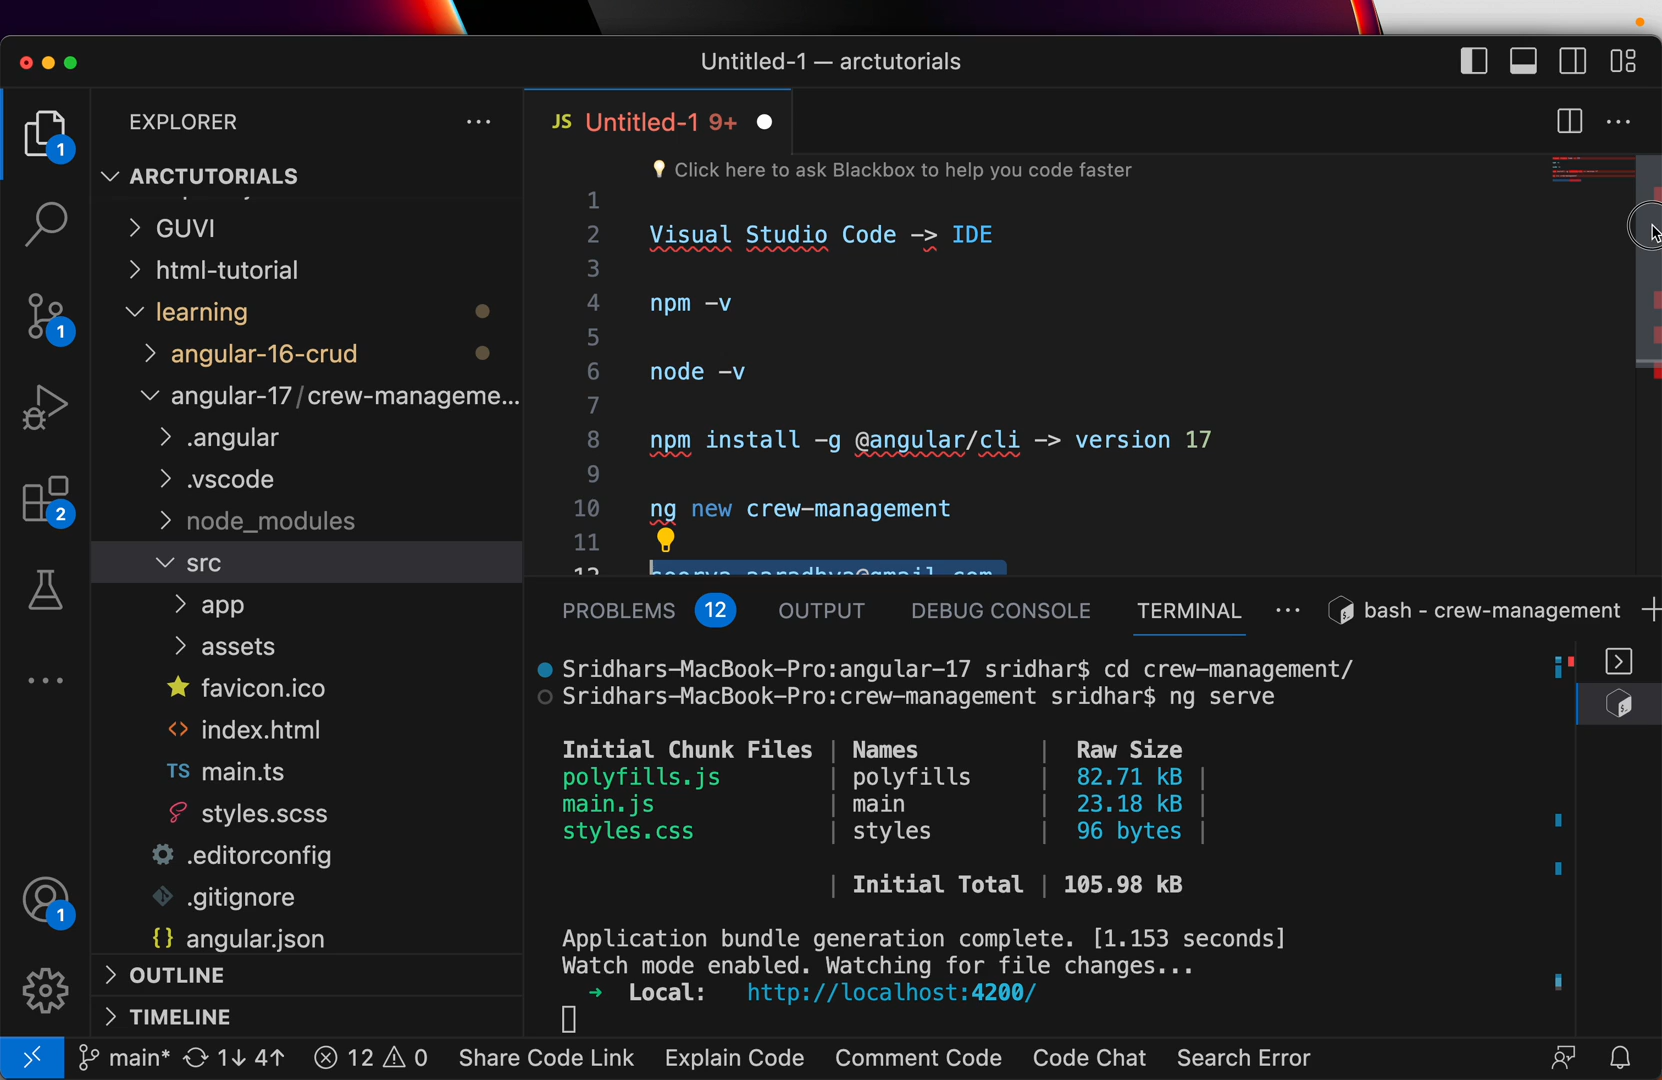 Untitled-1 — arctutorials
EXPLORER
ARCTUTORIALS
GUVI
html-tutorial
learning
angular-16-crud
angular-17/crew-manageme...
.angular
.vscode
node_modules
src
app
assets
favicon.ico
index.html
TS main.ts
styles.scss
.editorconfig
.gitignore
{} angular.json
OUTLINE
TIMELINE
1
1
2
1
JS Untitled-1 9+
Click here to ask Blackbox to help you code faster
1
2 Visual Studio Code -> IDE
3
4 npm -v
5
6 node -v
7
8 npm install -g @angular/cli -> version 17
9
10 ng new crew-management
11
12
PROBLEMS 12 OUTPUT DEBUG CONSOLE TERMINAL ... bash - crew-management
Sridhars-MacBook-Pro:angular-17 sridhar$ cd crew-management/
Sridhars-MacBook-Pro:crew-management sridhar$ ng serve
Initial Chunk Files | Names | Raw Size
polyfills.js | polyfills | 82.71 kB |
main.js | main | 23.18 kB |
styles.css | styles | 96 bytes |
| Initial Total | 105.98 kB
Application bundle generation complete. [1.153 seconds]
Watch mode enabled. Watching for file changes...
➜ Local: http://localhost:4200/
main* 1↓ 4↑ 12 0 Share Code Link Explain Code Comment Code Code Chat Search Error